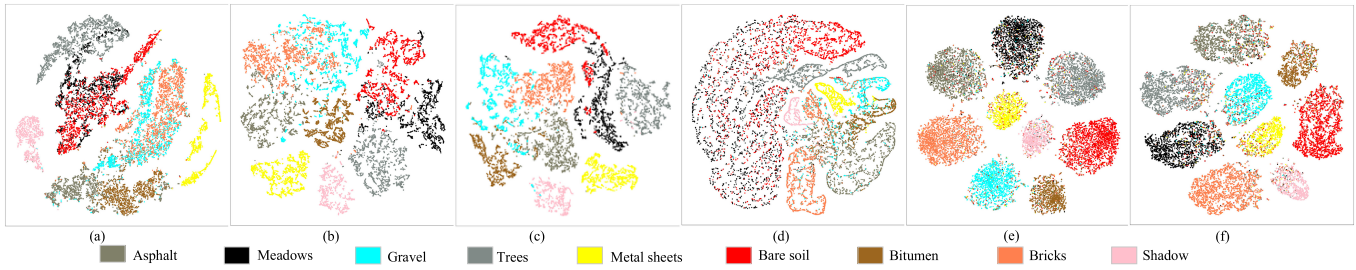 (a) (b) (c) (d) (e) (f)
Asphalt Meadows Gravel Trees Metal sheets Bare soil Bitumen Bricks Shadow